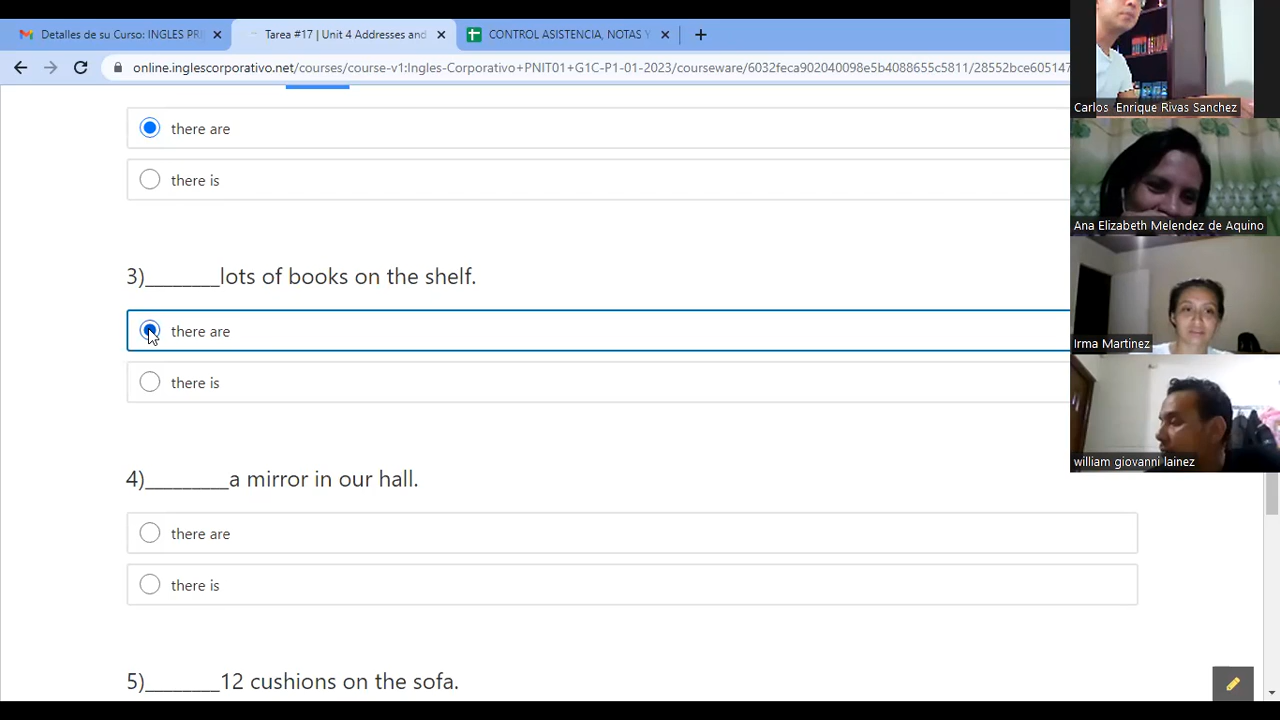 Detalles de su Curso: INGLES PRI
Tarea #17 | Unit 4 Addresses and
CONTROL ASISTENCIA, NOTAS Y
online.inglescorporativo.net/courses/course-v1:Ingles-Corporativo+PNIT01+G1C-P1-01-2023/courseware/6032feca902040098e5b4088655c5811/28552bce605147
there are
there is
3)_______lots of books on the shelf.
there are
there is
4)________a mirror in our hall.
there are
there is
5)_______12 cushions on the sofa.
Carlos Enrique Rivas Sanchez
Ana Elizabeth Melendez de Aquino
Irma Martinez
william giovanni lainez